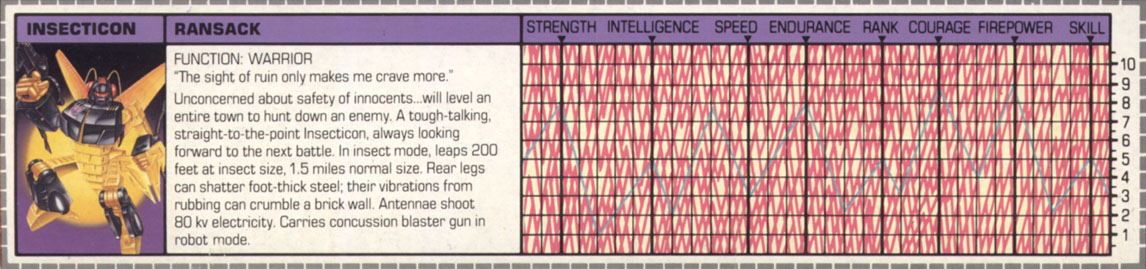 INSECTICON
RANSACK
FUNCTION: WARRIOR
“The sight of ruin only makes me crave more.”
Unconcerned about safety of innocents...will level an
entire town to hunt down an enemy. A tough-talking,
straight-to-the-point Insecticon, always looking
forward to the next battle. In insect mode, leaps 200
feet at insect size, 1.5 miles normal size. Rear legs
can shatter foot-thick steel; their vibrations from
rubbing can crumble a brick wall. Antennae shoot
80 kv electricity. Carries concussion blaster gun in
robot mode.
STRENGTH INTELLIGENCE SPEED ENDURANCE RANK COURAGE FIREPOWER SKILL
10
9
8
7
6
5
4
3
2
1